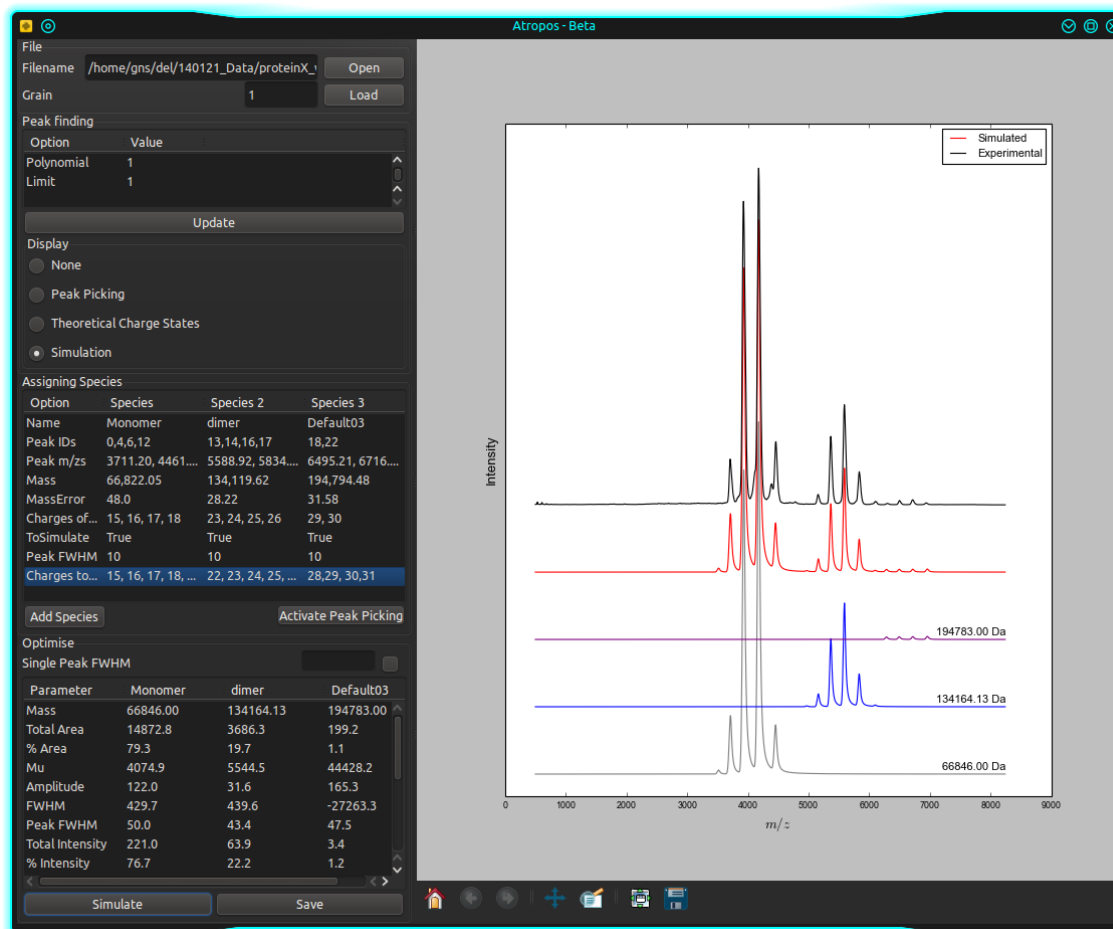 Atropos - Beta
File
Filename /home/gns/del/140121_Data/proteinX_ Open
Grain 1 Load
Peak finding
Option Value
Polynomial 1
Limit 1
Update
Display
None
Peak Picking
Theoretical Charge States
Simulation
Assigning Species
Option Species Species 2 Species 3
Name Monomer dimer Default03
Peak IDs 0,4,6,12 13,14,16,17 18,22
Peak m/zs 3711.20, 4461.... 5588.92, 5834.... 6495.21, 6716....
Mass 66,822.05 134,119.62 194,794.48
MassError 48.0 28.22 31.58
Charges of... 15, 16, 17, 18 23, 24, 25, 26 29, 30
ToSimulate True True True
Peak FWHM 10 10 10
Charges to... 15, 16, 17, 18, ... 22, 23, 24, 25, ... 28,29, 30,31
Add Species Activate Peak Picking
Optimise
Single Peak FWHM
Parameter Monomer dimer Default03
Mass 66846.00 134164.13 194783.00
Total Area 14872.8 3686.3 199.2
% Area 79.3 19.7 1.1
Mu 4074.9 5544.5 44428.2
Amplitude 122.0 31.6 165.3
FWHM 429.7 439.6 -27263.3
Peak FWHM 50.0 43.4 47.5
Total Intensity 221.0 63.9 3.4
% Intensity 76.7 22.2 1.2
Simulate Save
Simulated
Experimental
Intensity
194783.00 Da
134164.13 Da
66846.00 Da
0 1000 2000 3000 4000 5000 6000 7000 8000 9000
m/z